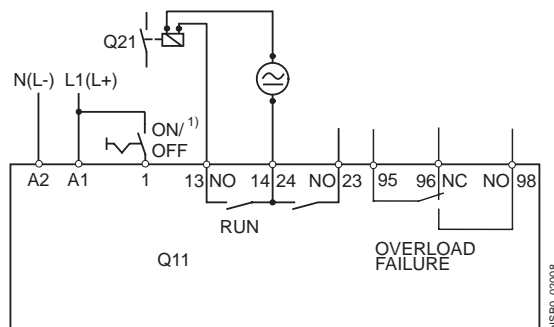 Q21
N(L-) L1(L+)
ON/ 1)
OFF
A2 A1 1 13 NO 14 24 NO 23 95 96 NC NO 98
RUN
Q11
OVERLOAD
FAILURE